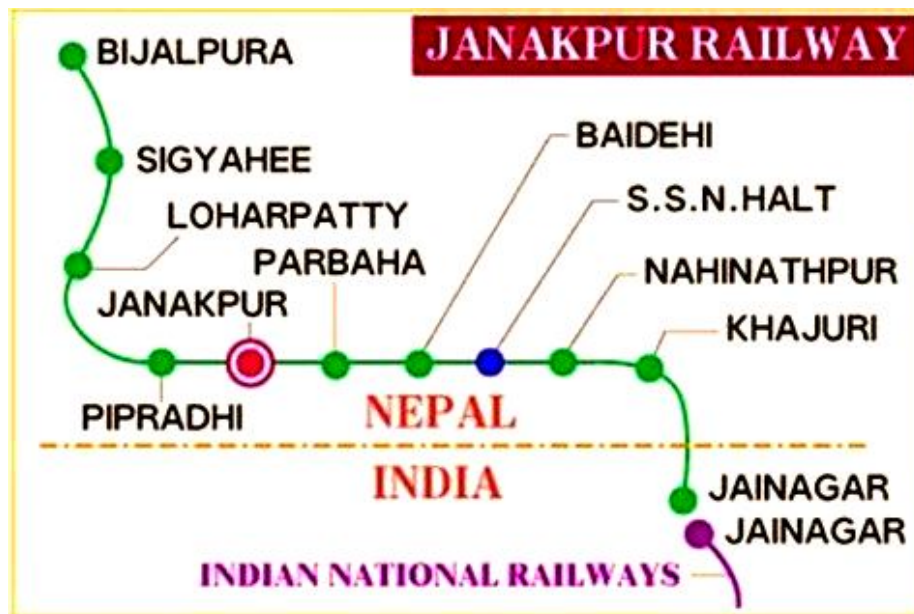 JANAKPUR RAILWAY
BIJALPURA
SIGYAHEE
LOHARPATTY
BAIDEHI
S.S.N.HALT
PARBAHA
NAHINATHPUR
JANAKPUR
KHAJURI
PIPRADHI
NEPAL
INDIA
JAINAGAR
JAINAGAR
INDIAN NATIONAL RAILWAYS